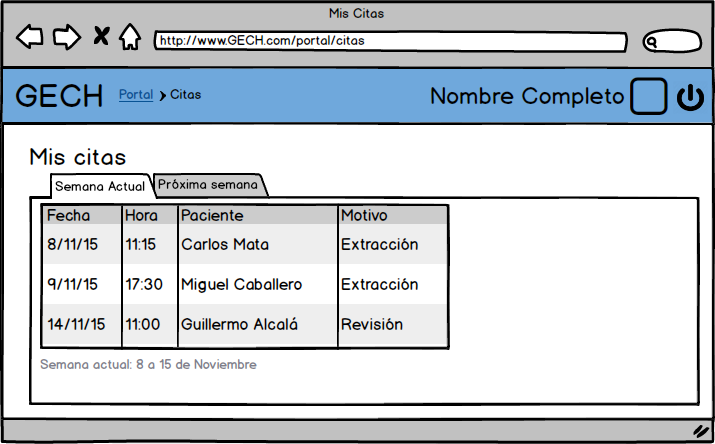 Mis Citas
http://www.GECH.com/portal/citas
GECH Portal > Citas Nombre Completo
Mis citas
Semana Actual Próxima semana
Fecha Hora Paciente Motivo
8/11/15 11:15 Carlos Mata Extracción
9/11/15 17:30 Miguel Caballero Extracción
14/11/15 11:00 Guillermo Alcalá Revisión
Semana actual: 8 a 15 de Noviembre